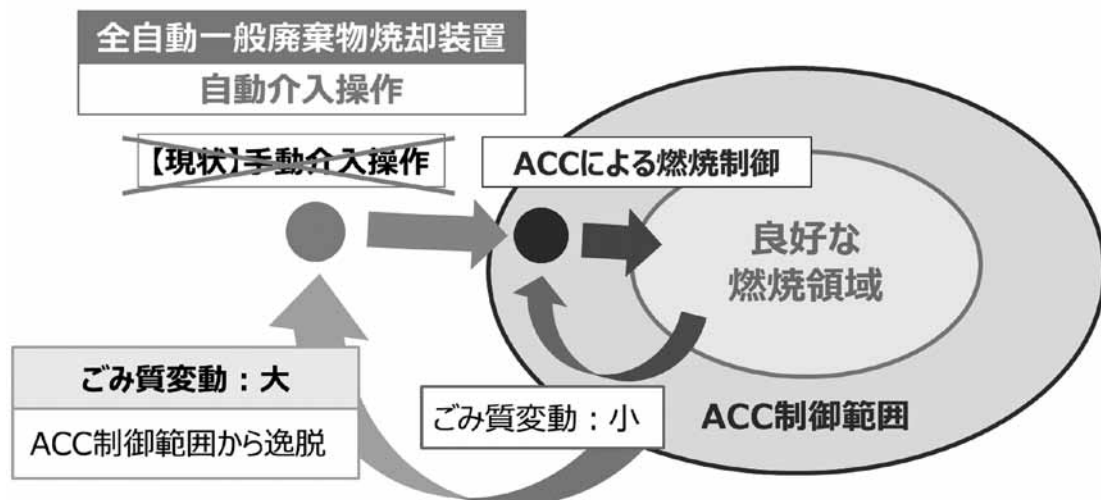 全自動一般廃棄物焼却装置
自動介入操作
【現状】手動介入操作
ACCによる燃焼制御
良好な
燃焼領域
ごみ質変動:大
ACC制御範囲から逸脱
ごみ質変動:小
ACC制御範囲